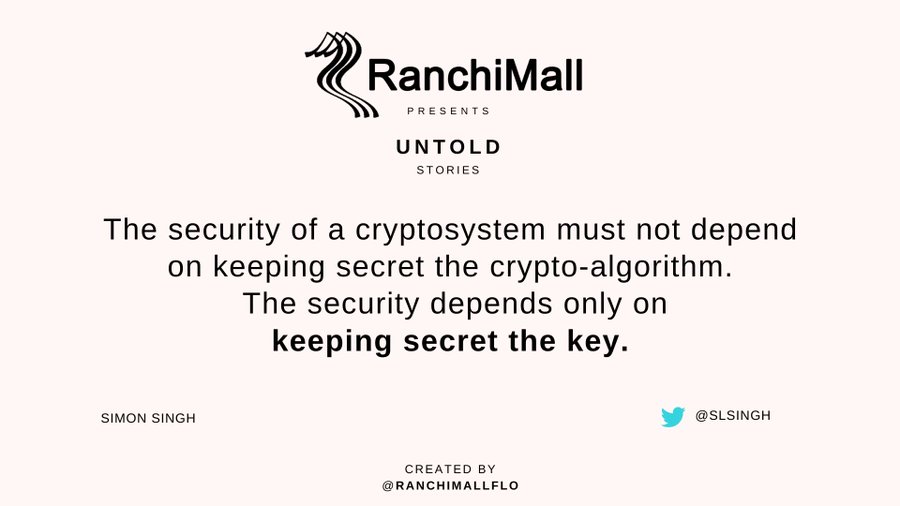 RanchiMall
PRESENTS
UNTOLD
STORIES
The security of a cryptosystem must not depend
on keeping secret the crypto-algorithm.
The security depends only on
keeping secret the key.
SIMON SINGH
@SLSINGH
CREATED BY
@RANCHIMALLFLO